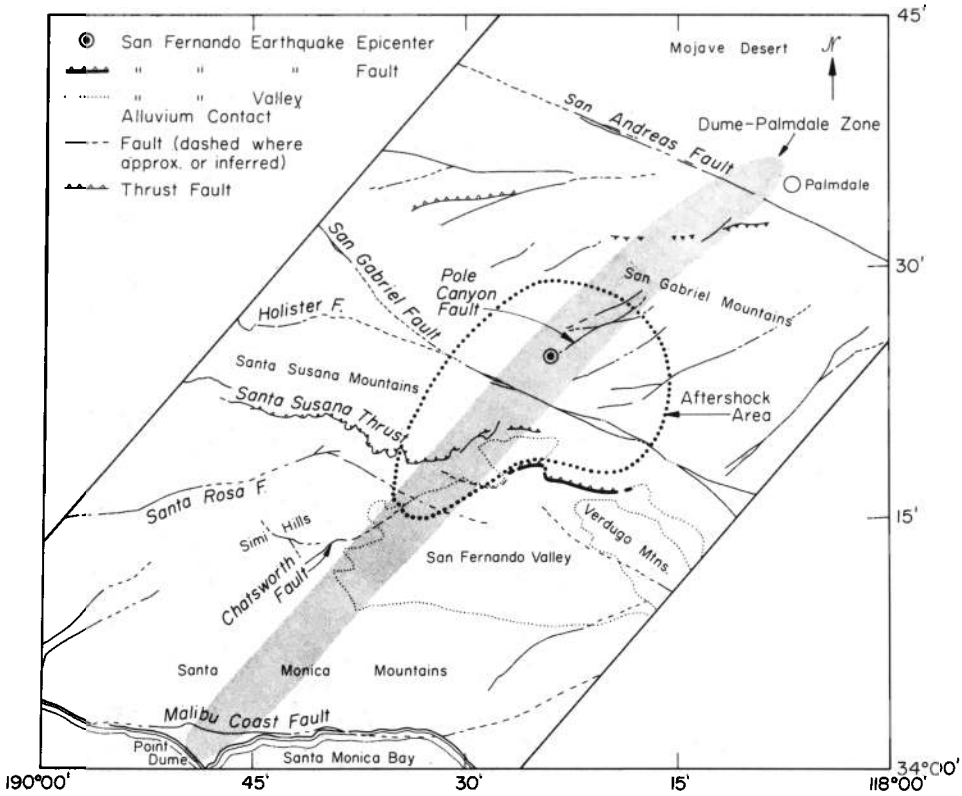 San Fernando Earthquake Epicenter
" " " Fault
" " Valley
Alluvium Contact
Fault (dashed where
approx. or inferred)
Thrust Fault
45'
Mojave Desert
N
San Andreas Fault
Dume-Palmdale Zone
Palmdale
30'
San Gabriel Fault
Pole
Canyon
Fault
San Gabriel Mountains
Holister F.
Santa Susana Mountains
Santa Susana Thrust
Aftershock
Area
Santa Rosa F.
15'
Simi Hills
Chatsworth
Fault
San Fernando Valley
Verdugo Mtns.
Santa Monica Mountains
Malibu Coast Fault
Point
Dume
Santa Monica Bay
34°00'
190°00'
45'
30'
15'
118°00'